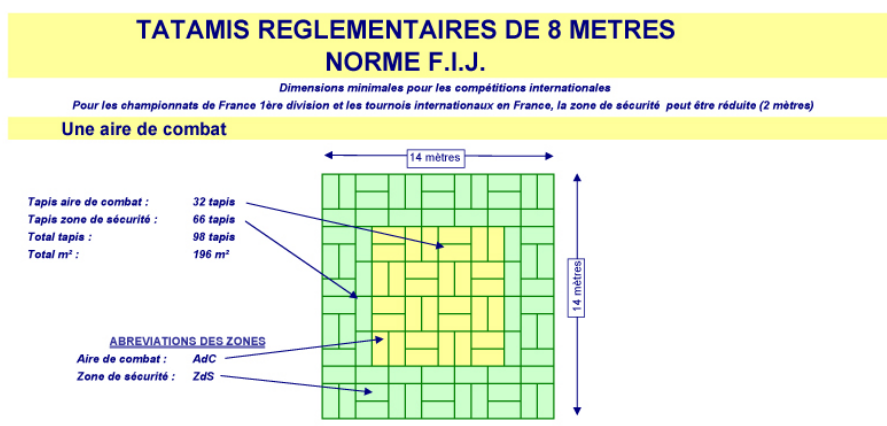 TATAMIS REGLEMENTAIRES DE 8 METRES
NORME F.I.J.
Dimensions minimales pour les compétitions internationales
Pour les championnats de France 1ère division et les tournois internationaux en France, la zone de sécurité peut être réduite (2 mètres)
Une aire de combat
14 mètres
Tapis aire de combat : 32 tapis
Tapis zone de sécurité : 66 tapis
Total tapis : 98 tapis
Total m² : 196 m²
14 mètres
ABREVIATIONS DES ZONES
Aire de combat : AdC
Zone de sécurité : ZdS